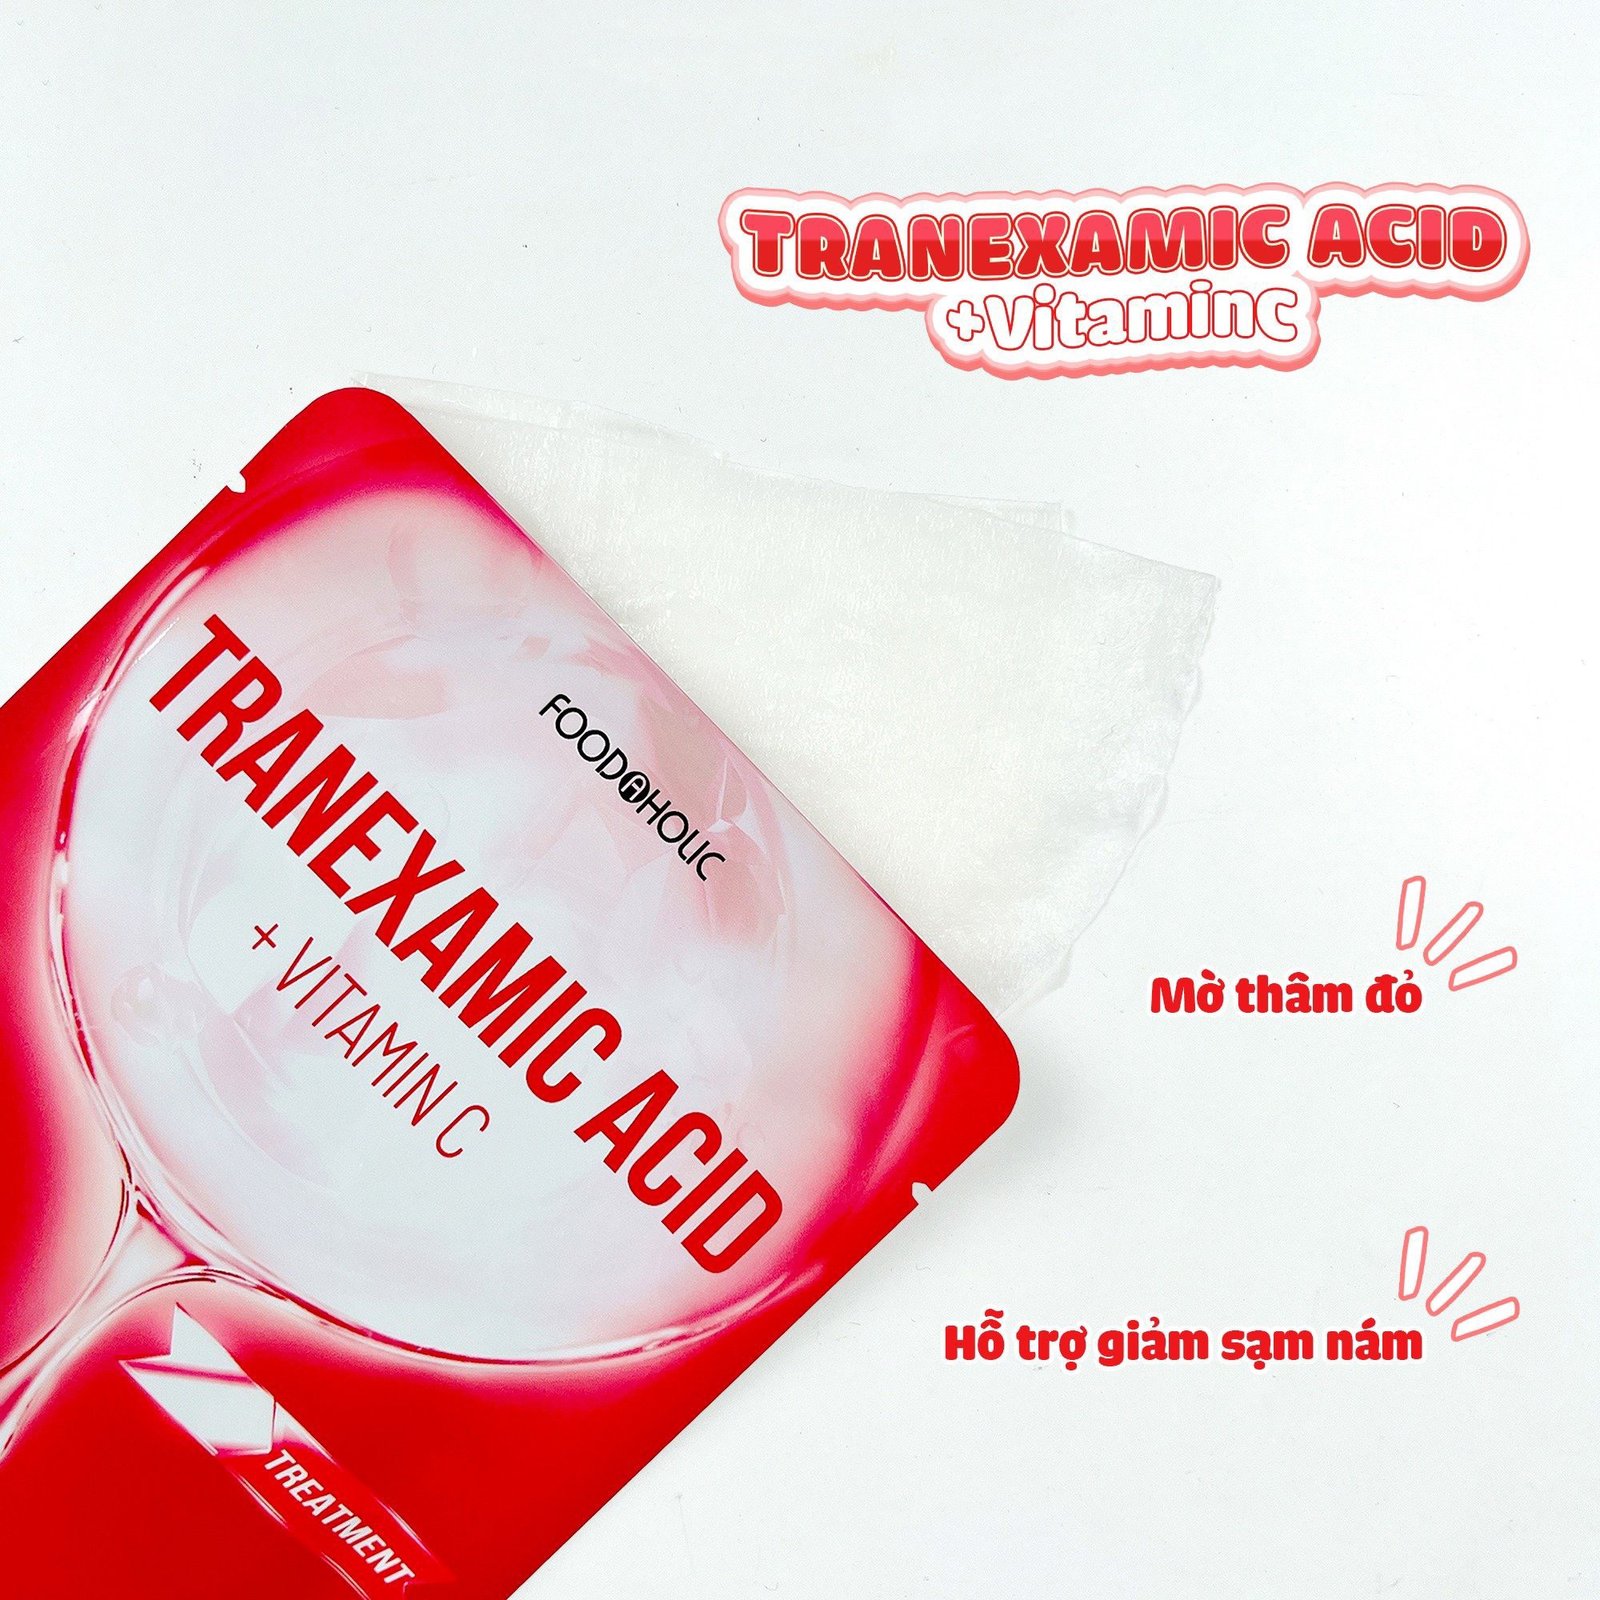 TRANEXAMIC ACID
+Vitaminc
FOODAHOLIC
TRANEXAMIC ACID
+ VITAMIN C
TREATMENT
Mờ thâm đỏ
Hỗ trợ giảm sạm nám